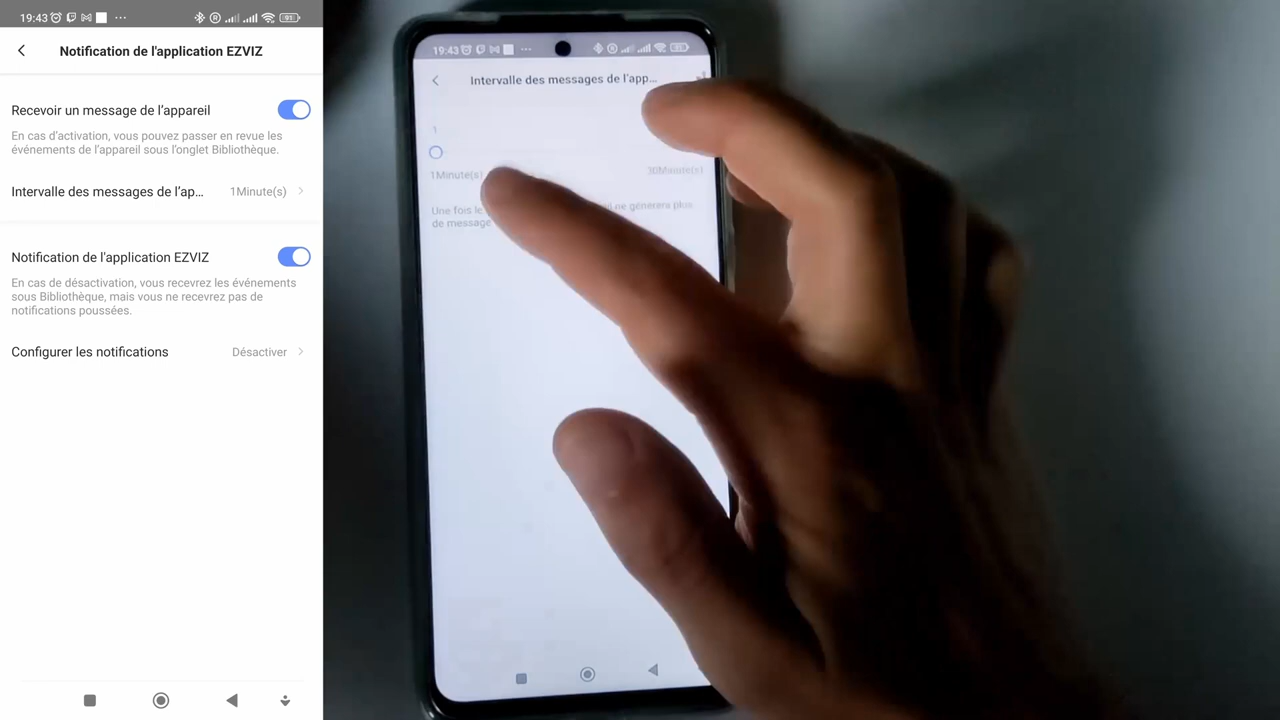 19:43
91
Notification de l'application EZVIZ
Recevoir un message de l'appareil
En cas d'activation, vous pouvez passer en revue les
événements de l'appareil sous l'onglet Bibliothèque.
Intervalle des messages de l'ap... 1Minute(s)
Notification de l'application EZVIZ
En cas de désactivation, vous recevrez les événements
sous Bibliothèque, mais vous ne recevrez pas de
notifications poussées.
Configurer les notifications Désactiver
19:43
Intervalle des messages de l'app...
1
1Minute(s) 30Minute(s)
Une fois le ne générera plus
de message